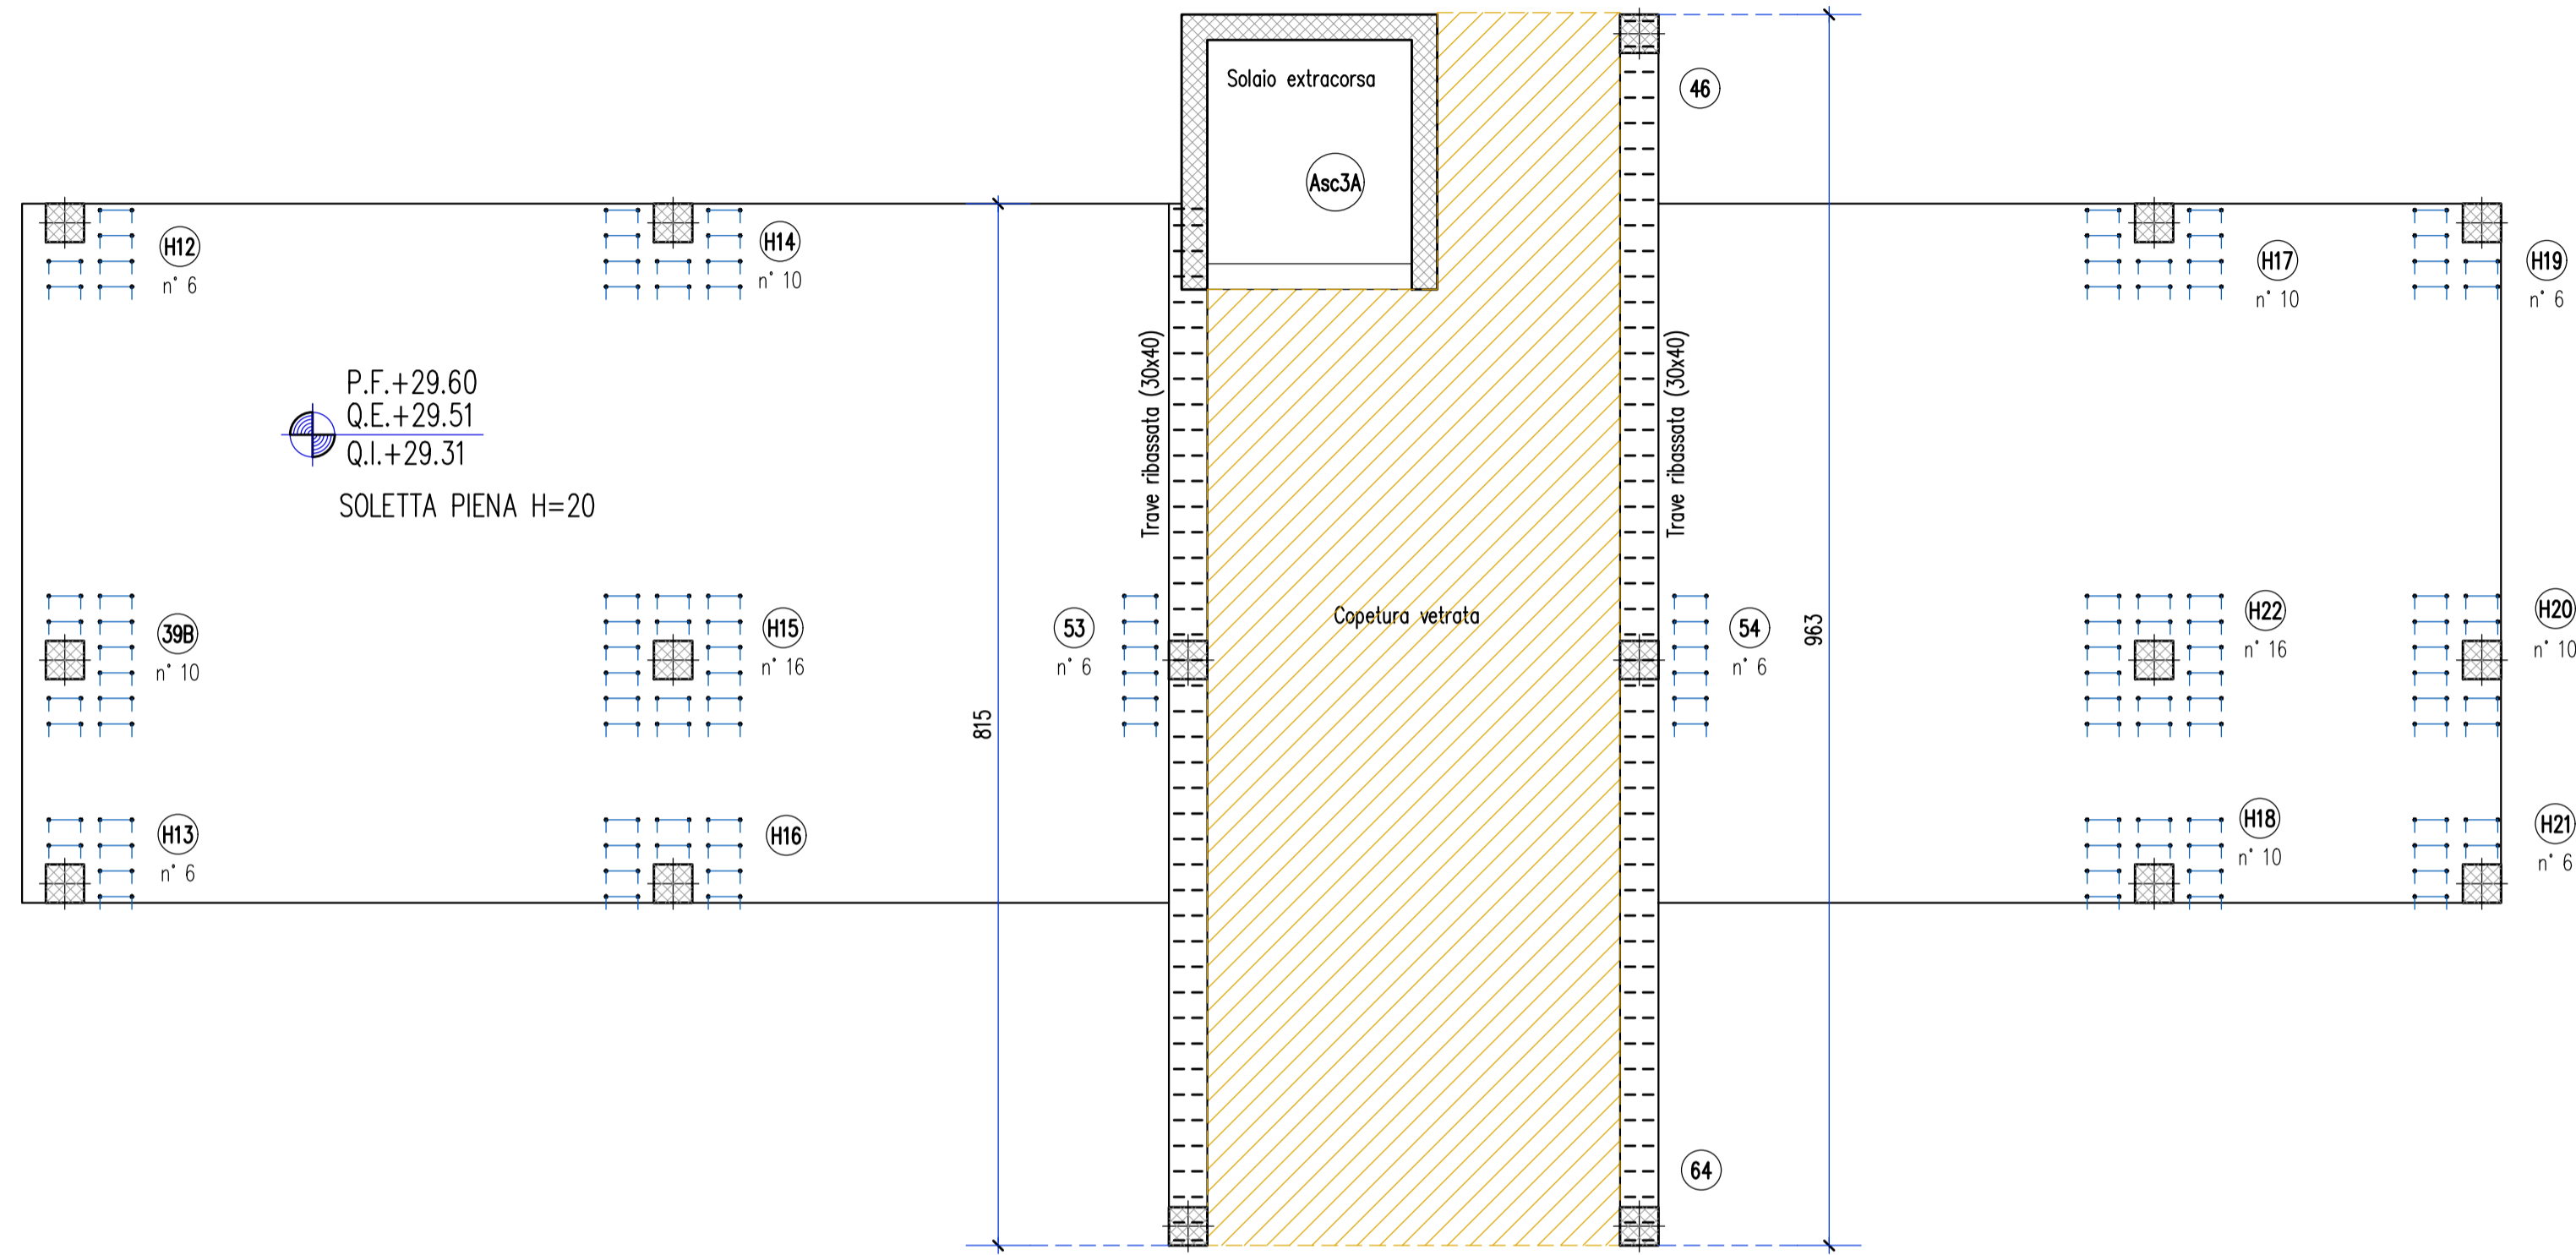 Solaio extracorsa
46
Asc3A
H12
n° 6
H14
n° 10
H17
n° 10
H19
n° 6
P.F.+29.60
Q.E.+29.51
Q.I.+29.31
SOLETTA PIENA H=20
Trave ribassata (30x40)
Trave ribassata (30x40)
39B
n° 10
H15
n° 16
53
n° 6
Copetura vetrata
54
n° 6
963
H22
n° 16
H20
n° 10
815
H13
n° 6
H16
H18
n° 10
H21
n° 6
64